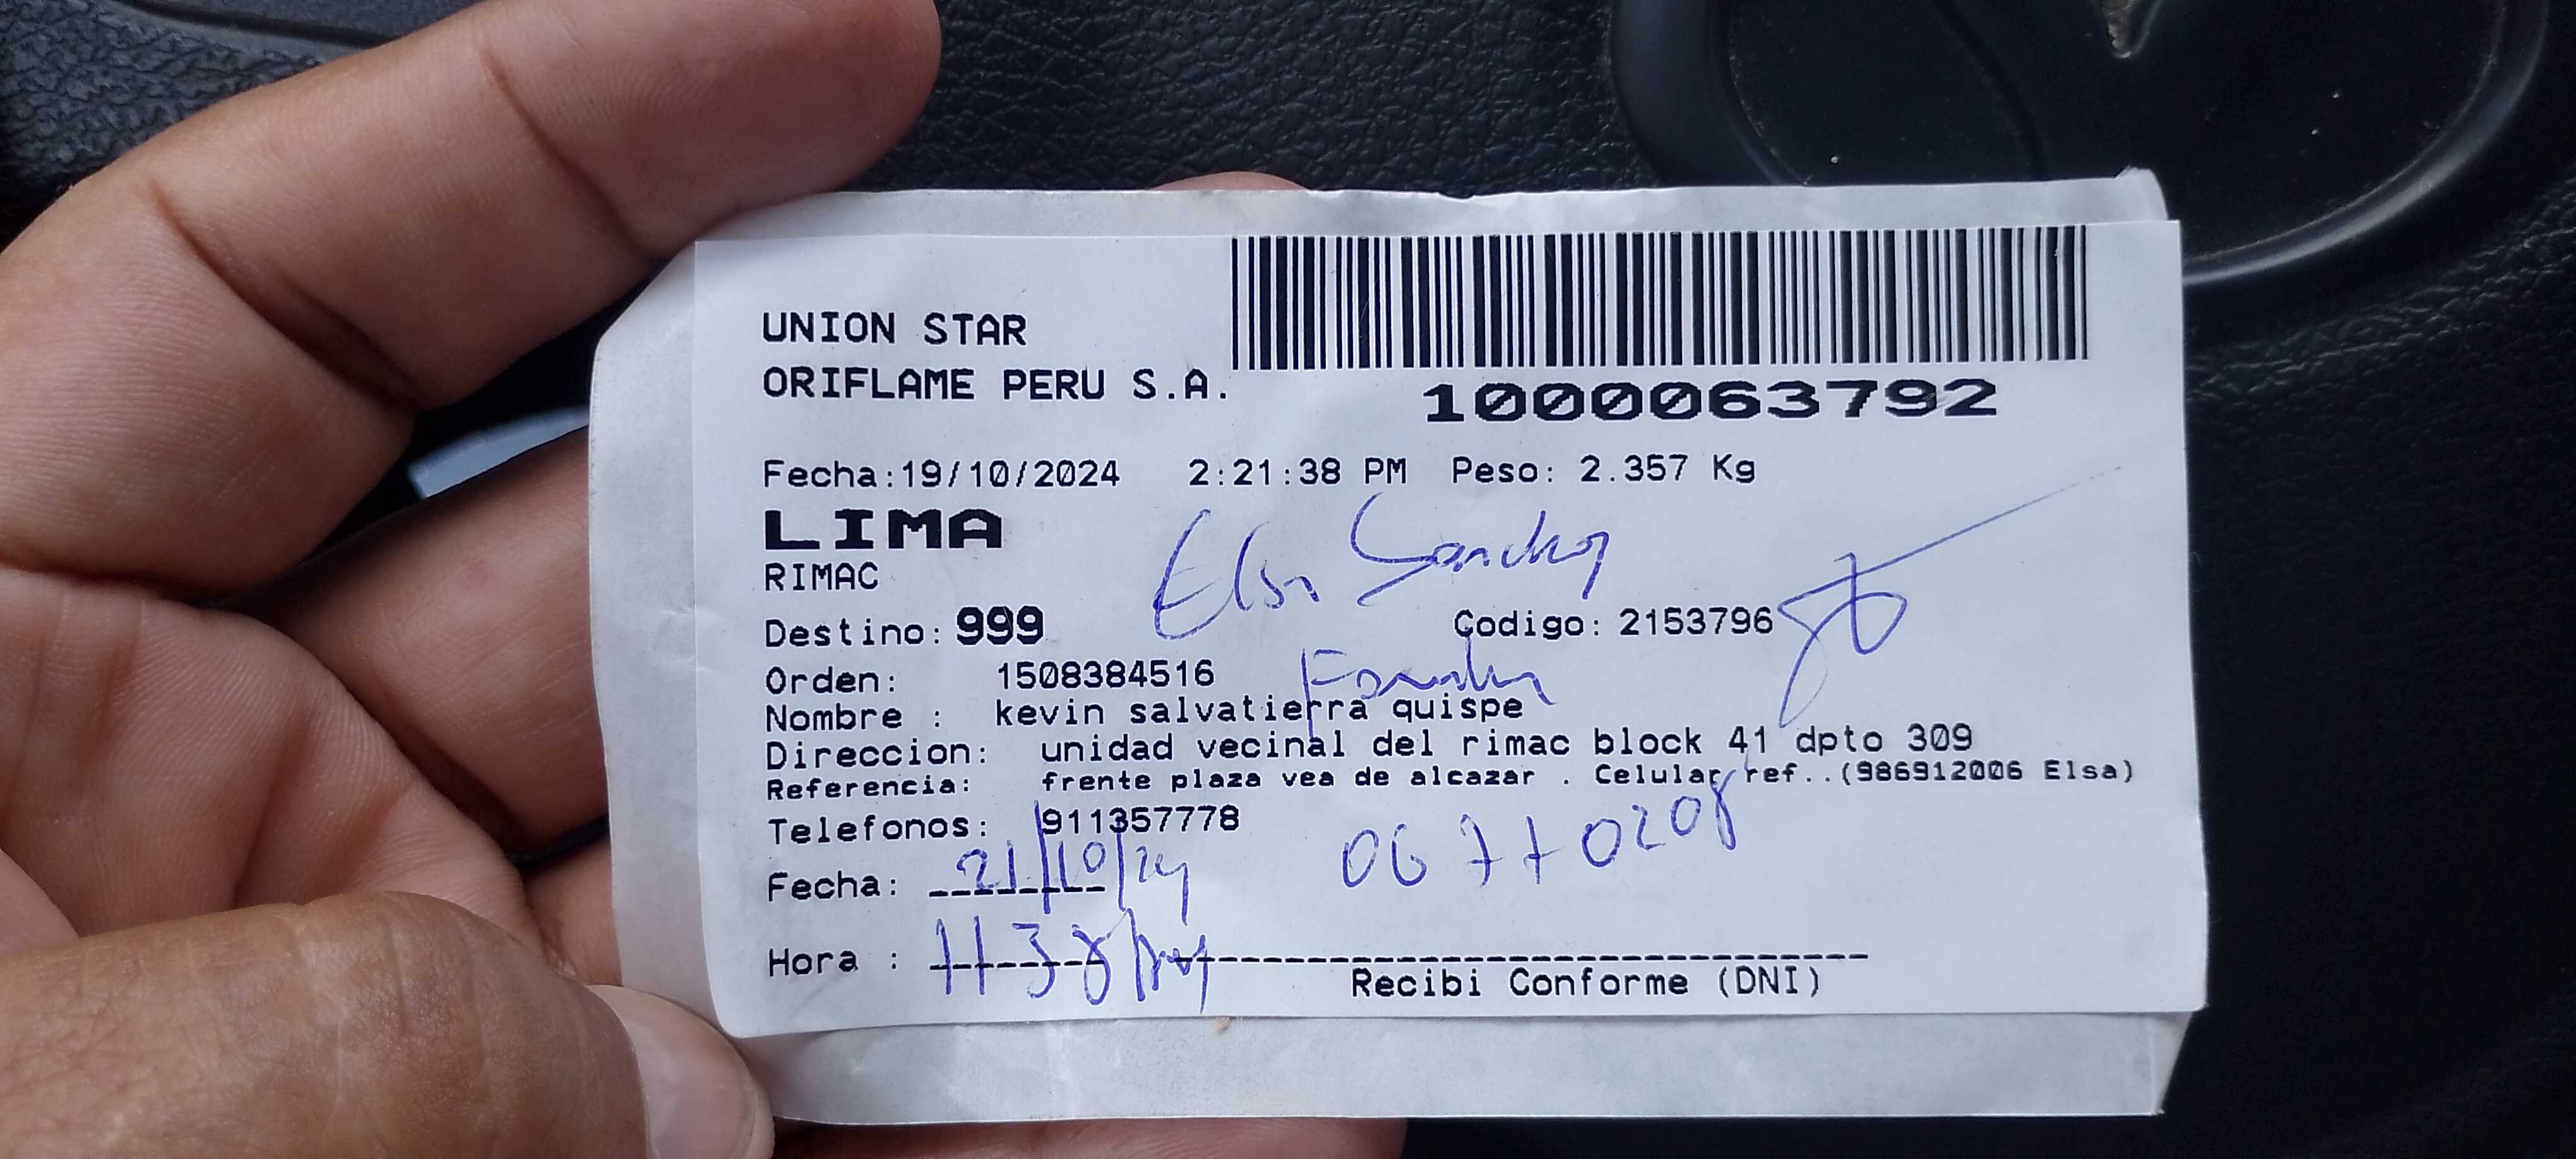 UNION STAR
ORIFLAME PERU S.A.
1000063792
Fecha:19/10/2024 2:21:38 PM Peso: 2.357 Kg
LIMA
RIMAC
Elsa Sanchez
Destino: 999 Codigo: 2153796
Orden: 1508384516
Nombre : kevin salvatierra quispe
Direccion: unidad vecinal del rimac block 41 dpto 309
Referencia: frente plaza vea de alcazar . Celular ref..(986912006 Elsa)
Telefonos: 911357778
06770208
Fecha: 21/10/24
Hora : 1138
Recibi Conforme (DNI)